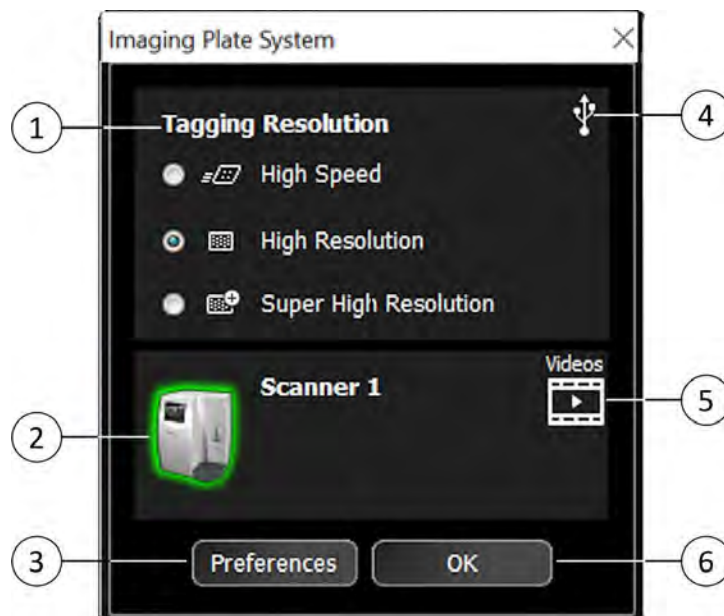 Imaging Plate System
1
Tagging Resolution
4
High Speed
High Resolution
Super High Resolution
Videos
Scanner 1
5
2
3
Preferences
OK
6